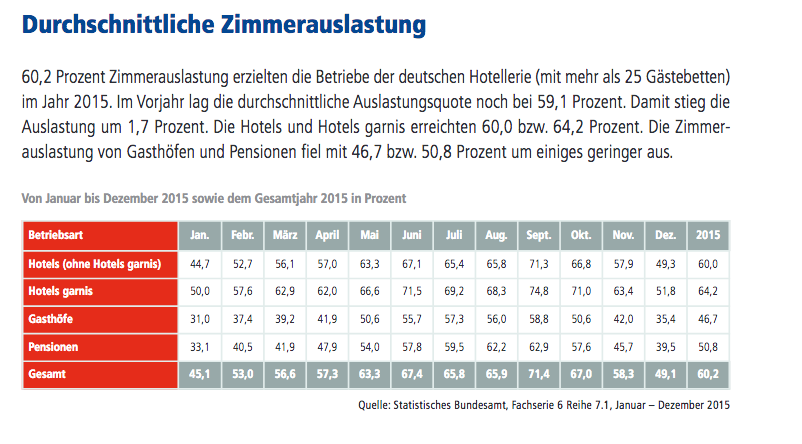 Durchschnittliche Zimmerauslastung
60,2 Prozent Zimmerauslastung erzielten die Betriebe der deutschen Hotellerie (mit mehr als 25 Gästebetten)
im Jahr 2015. Im Vorjahr lag die durchschnittliche Auslastungsquote noch bei 59,1 Prozent. Damit stieg die
Auslastung um 1,7 Prozent. Die Hotels und Hotels garnis erreichten 60,0 bzw. 64,2 Prozent. Die Zimmer-
auslastung von Gasthöfen und Pensionen fiel mit 46,7 bzw. 50,8 Prozent um einiges geringer aus.
Von Januar bis Dezember 2015 sowie dem Gesamtjahr 2015 in Prozent
Betriebsart Jan. Febr. März April Mai Juni Juli Aug. Sept. Okt. Nov. Dez. 2015
Hotels (ohne Hotels garnis) 44,7 52,7 56,1 57,0 63,3 67,1 65,4 65,8 71,3 66,8 57,9 49,3 60,0
Hotels garnis 50,0 57,6 62,9 62,0 66,6 71,5 69,2 68,3 74,8 71,0 63,4 51,8 64,2
Gasthöfe 31,0 37,4 39,2 41,9 50,6 55,7 57,3 56,0 58,8 50,6 42,0 35,4 46,7
Pensionen 33,1 40,5 41,9 47,9 54,0 57,8 59,5 62,2 62,9 57,6 45,7 39,5 50,8
Gesamt 45,1 53,0 56,6 57,3 63,3 67,4 65,8 65,9 71,4 67,0 58,3 49,1 60,2
Quelle: Statistisches Bundesamt, Fachserie 6 Reihe 7.1, Januar – Dezember 2015